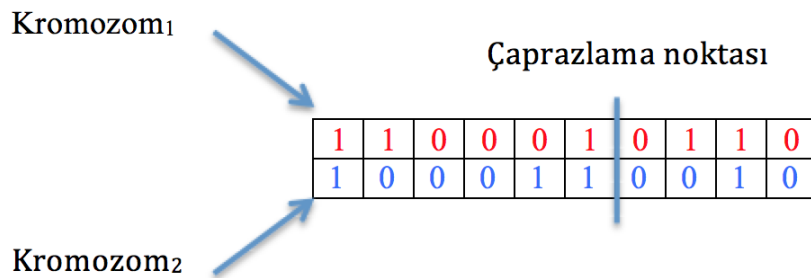 Kromozom₁
Çaprazlama noktası
1 1 0 0 0 1 0 1 1 0
1 0 0 0 1 1 0 0 1 0
Kromozom₂